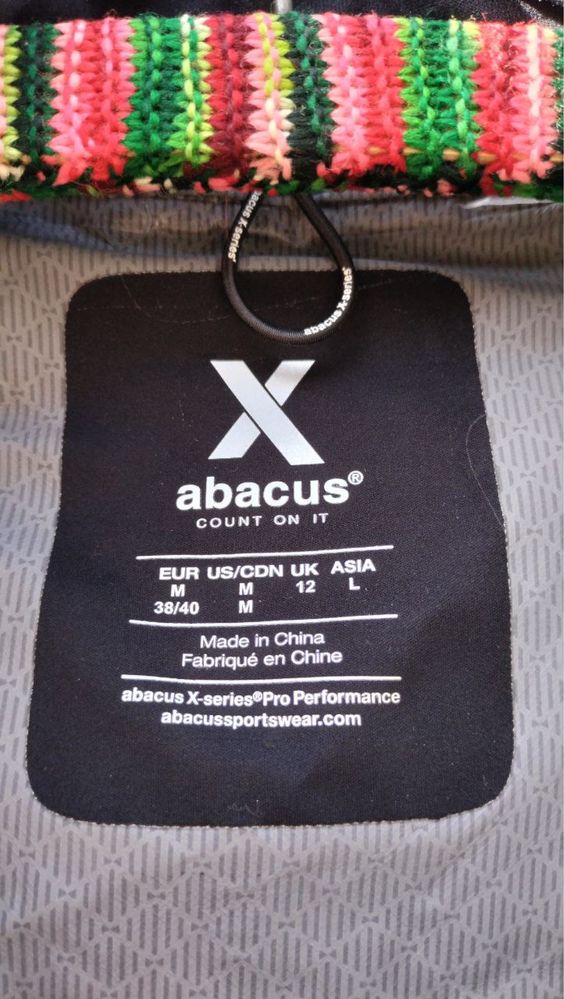 abacus X-series®
abacus X-series®
X
abacus®
COUNT ON IT
EUR US/CDN UK ASIA
M M 12 L
38/40 M
Made in China
Fabriqué en Chine
abacus X-series®Pro Performance
abacussportswear.com